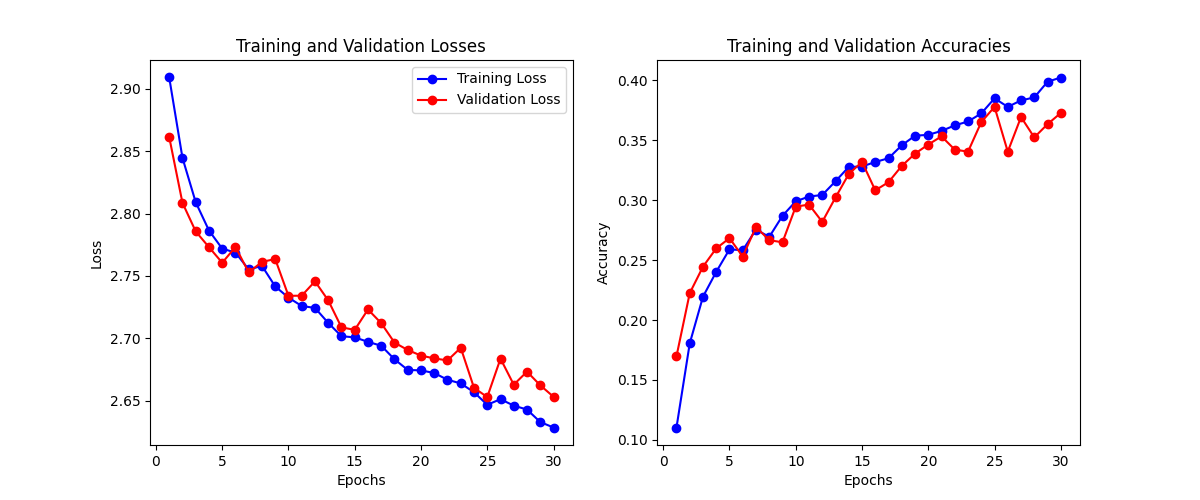 Training and Validation Losses
Training Loss
Validation Loss
2.90
2.85
2.80
2.75
2.70
2.65
Loss
0 5 10 15 20 25 30
Epochs
Training and Validation Accuracies
0.40
0.35
0.30
0.25
0.20
0.15
0.10
Accuracy
0 5 10 15 20 25 30
Epochs